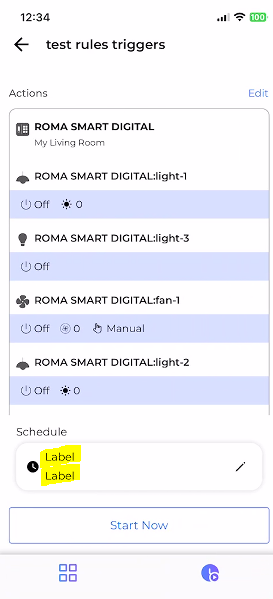 12:34
100
test rules triggers
Actions Edit
ROMA SMART DIGITAL
My Living Room
ROMA SMART DIGITAL:light-1
Off 0
ROMA SMART DIGITAL:light-3
Off
ROMA SMART DIGITAL:fan-1
Off 0 Manual
ROMA SMART DIGITAL:light-2
Off 0
Schedule
Label
Label
Start Now